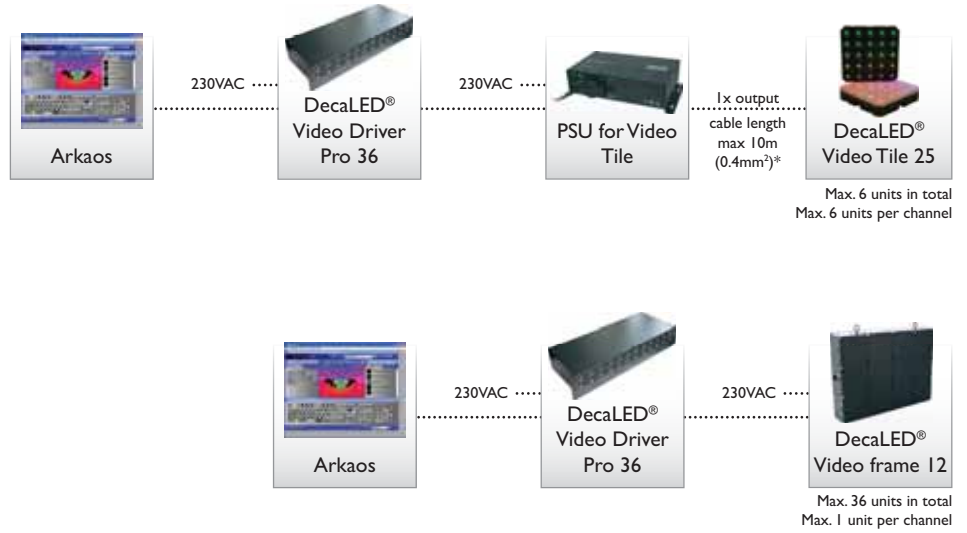 230VAC
230VAC
DecaLED®
Video Driver
Pro 36
Arkaos
PSU for Video
Tile
1x output
cable length
max 10m
(0.4mm²)*
DecaLED®
Video Tile 25
Max. 6 units in total
Max. 6 units per channel
230VAC
230VAC
DecaLED®
Video Driver
Pro 36
Arkaos
DecaLED®
Video frame 12
Max. 36 units in total
Max. 1 unit per channel